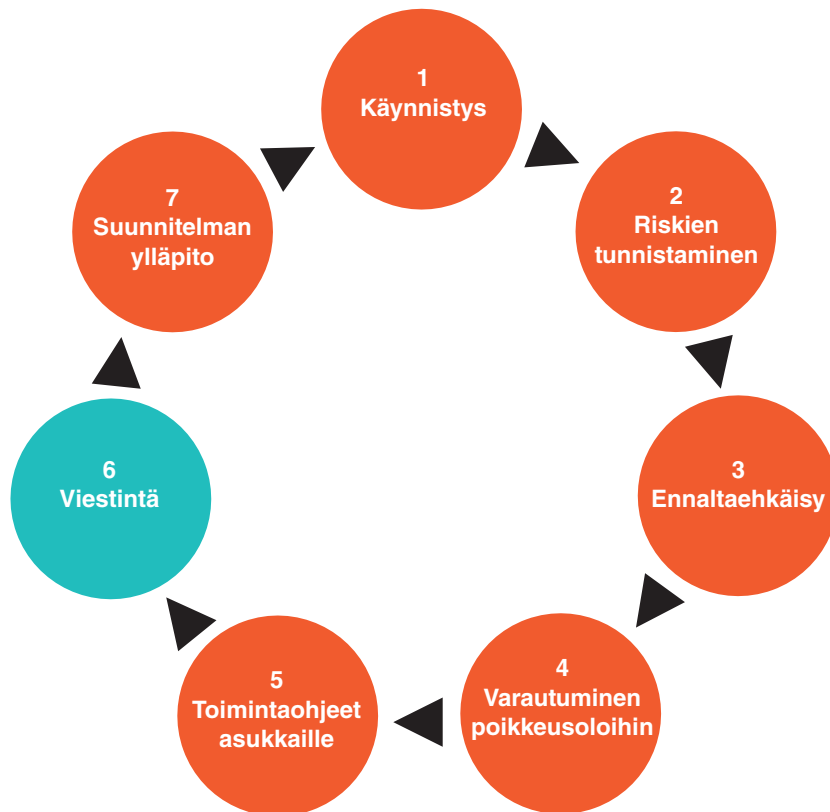 1
Käynnistys
2
Riskien
tunnistaminen
3
Ennaltaehkäisy
4
Varautuminen
poikkeusoloihin
5
Toimintaohjeet
asukkaille
6
Viestintä
7
Suunnitelman
ylläpito